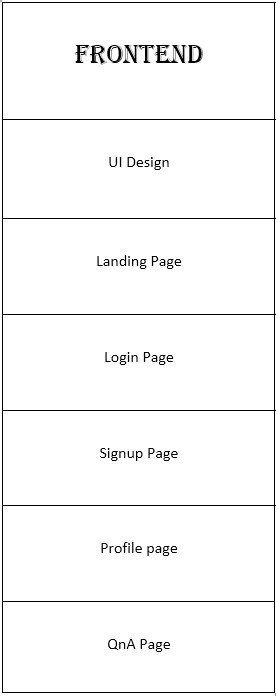 FRONTEND
UI Design
Landing Page
Login Page
Signup Page
Profile page
QnA Page